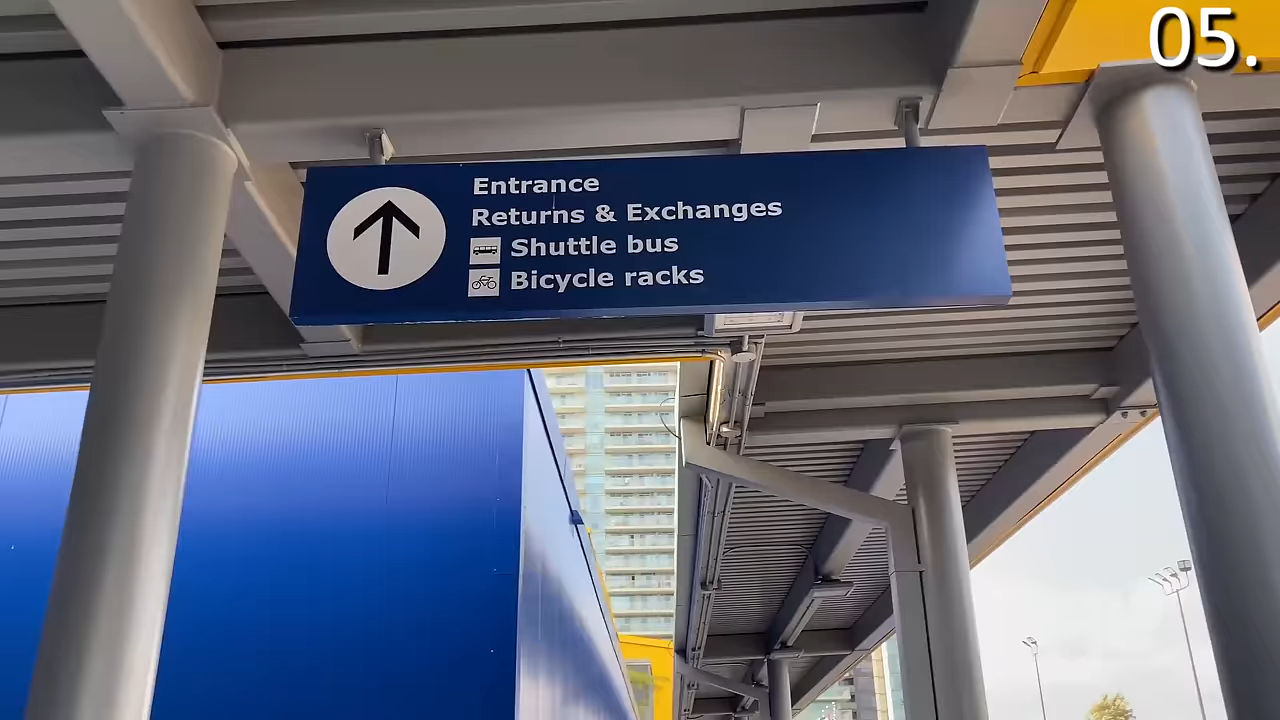 05.
Entrance
Returns & Exchanges
Shuttle bus
Bicycle racks